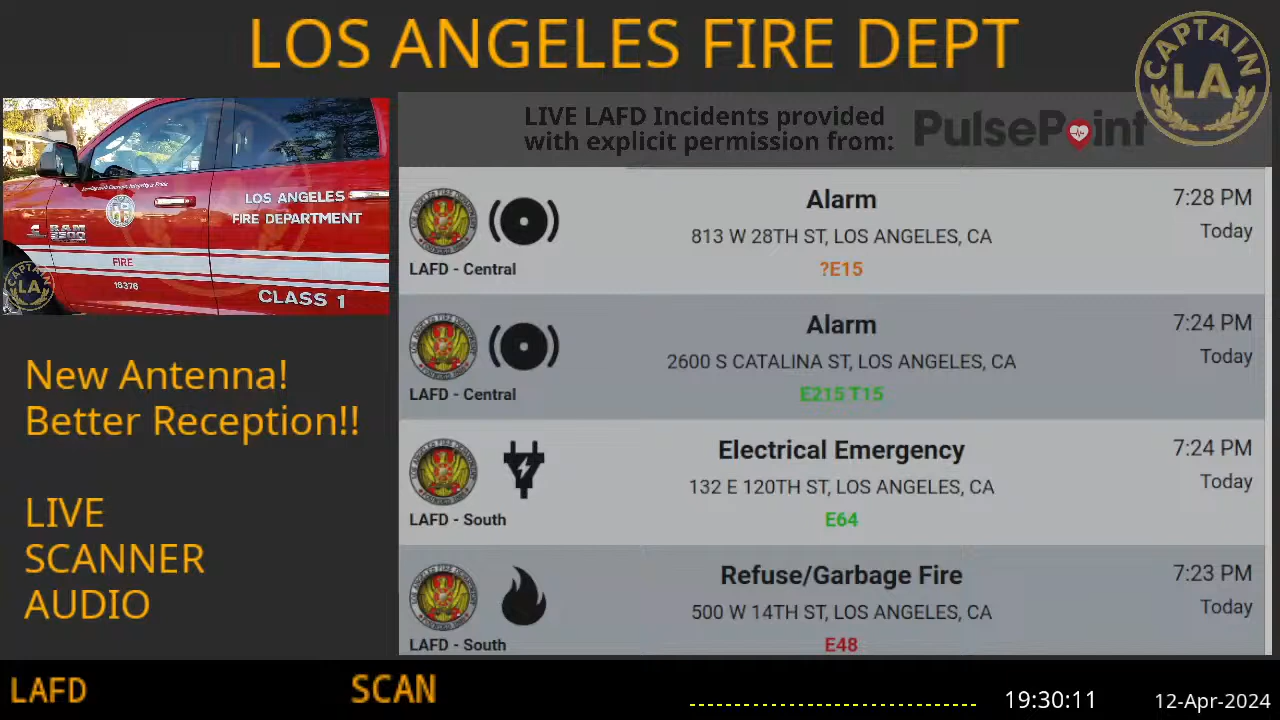 LOS ANGELES FIRE DEPT
CAPTAIN
LA
LIVE LAFD Incidents provided
with explicit permission from:
PulsePoint
LOS ANGELES
FIRE DEPARTMENT
RAM
FIRE
CLASS 1
CAPTAIN
LA
New Antenna!
Better Reception!!
LIVE
SCANNER
AUDIO
Alarm
7:28 PM
813 W 28TH ST, LOS ANGELES, CA
Today
LAFD - Central
?E15
Alarm
7:24 PM
2600 S CATALINA ST, LOS ANGELES, CA
Today
LAFD - Central
E215 T15
Electrical Emergency
7:24 PM
132 E 120TH ST, LOS ANGELES, CA
Today
LAFD - South
E64
Refuse/Garbage Fire
7:23 PM
500 W 14TH ST, LOS ANGELES, CA
Today
LAFD - South
E48
LAFD
SCAN
19:30:11
12-Apr-2024